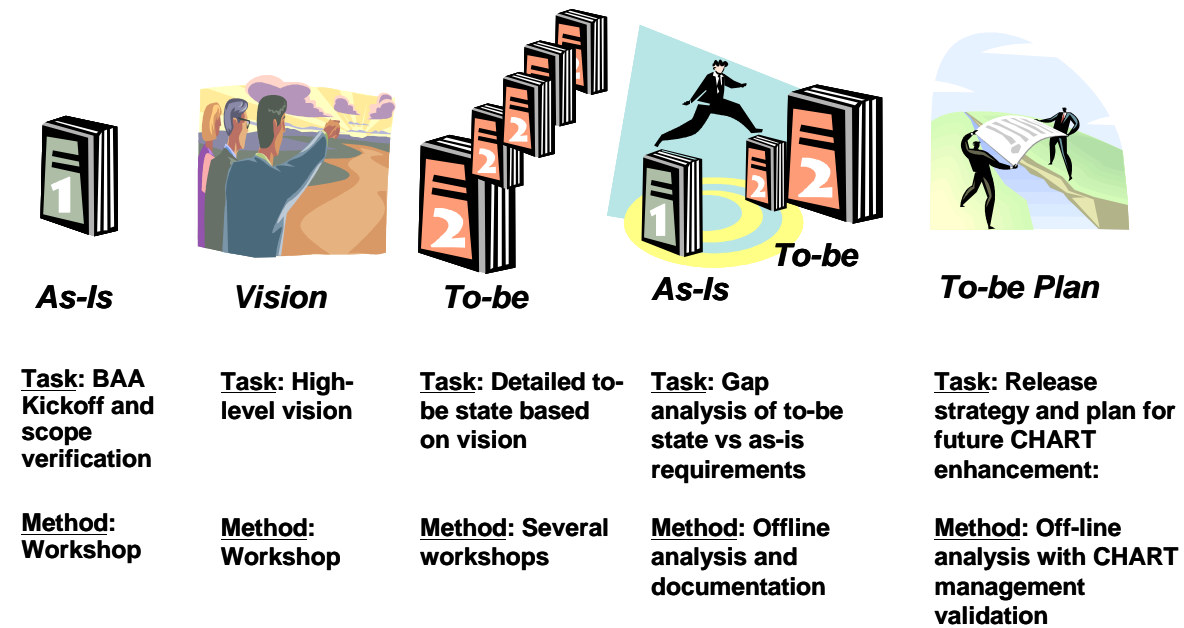 1
2
2
2
2
2
1
2
2
As-Is
Vision
To-be
As-Is
To-be
To-be Plan
Task: BAA
Kickoff and
scope
verification
Method:
Workshop
Task: High-
level vision
Method:
Workshop
Task: Detailed to-
be state based
on vision
Method: Several
workshops
Task: Gap
analysis of to-be
state vs as-is
requirements
Method: Offline
analysis and
documentation
Task: Release
strategy and plan for
future CHART
enhancement:
Method: Off-line
analysis with CHART
management
validation